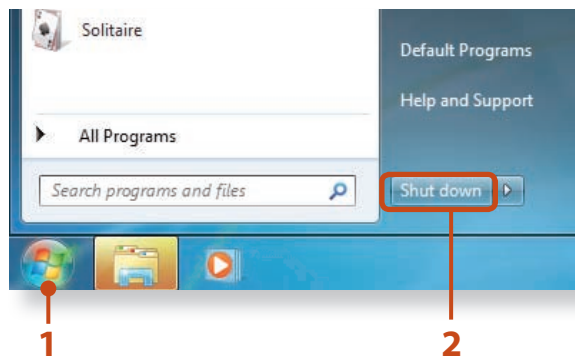 Solitaire
Default Programs
Help and Support
All Programs
Search programs and files
Shut down
1
2